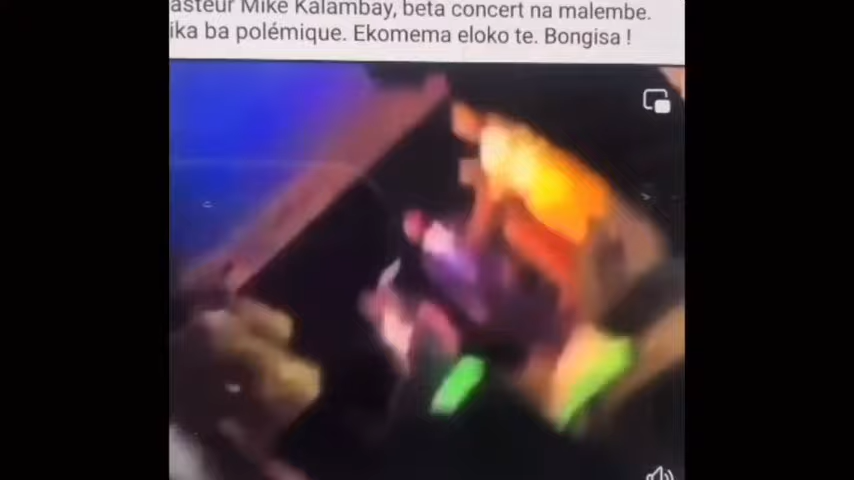 asteur Mike Kalambay, beta concert na malembe.
ika ba polémique. Ekomema eloko te. Bongisa !